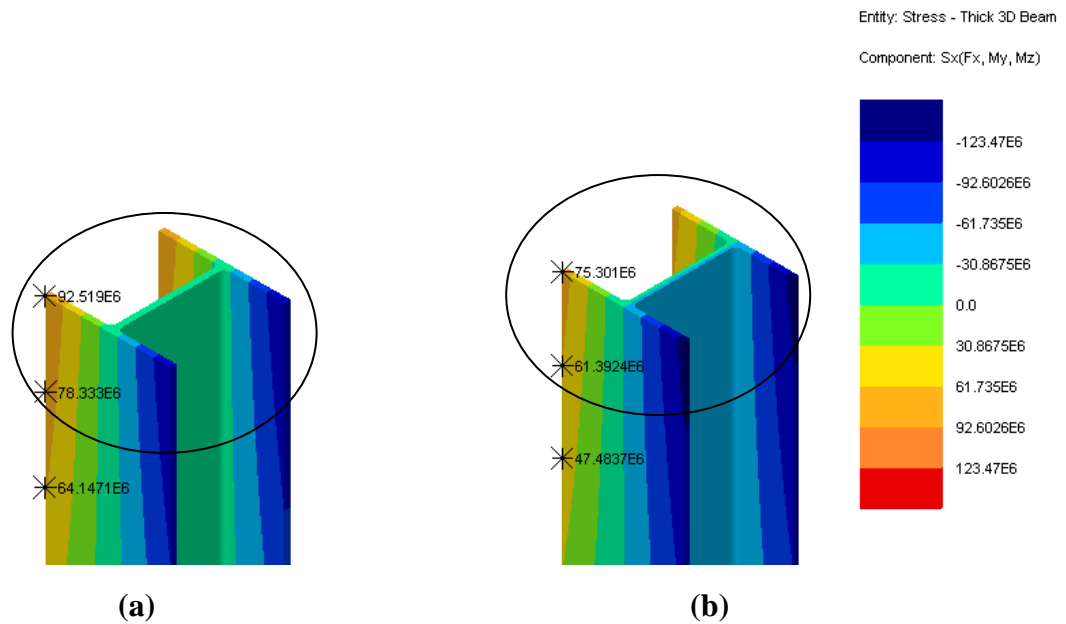 Entity: Stress - Thick 3D Beam
Component: Sx(Fx, My, Mz)
-123.47E6
-92.6026E6
-61.735E6
-30.8675E6
0.0
30.8675E6
61.735E6
92.6026E6
123.47E6
92.519E6
78.333E6
64.1471E6
75.301E6
61.3924E6
47.4837E6
(a)
(b)